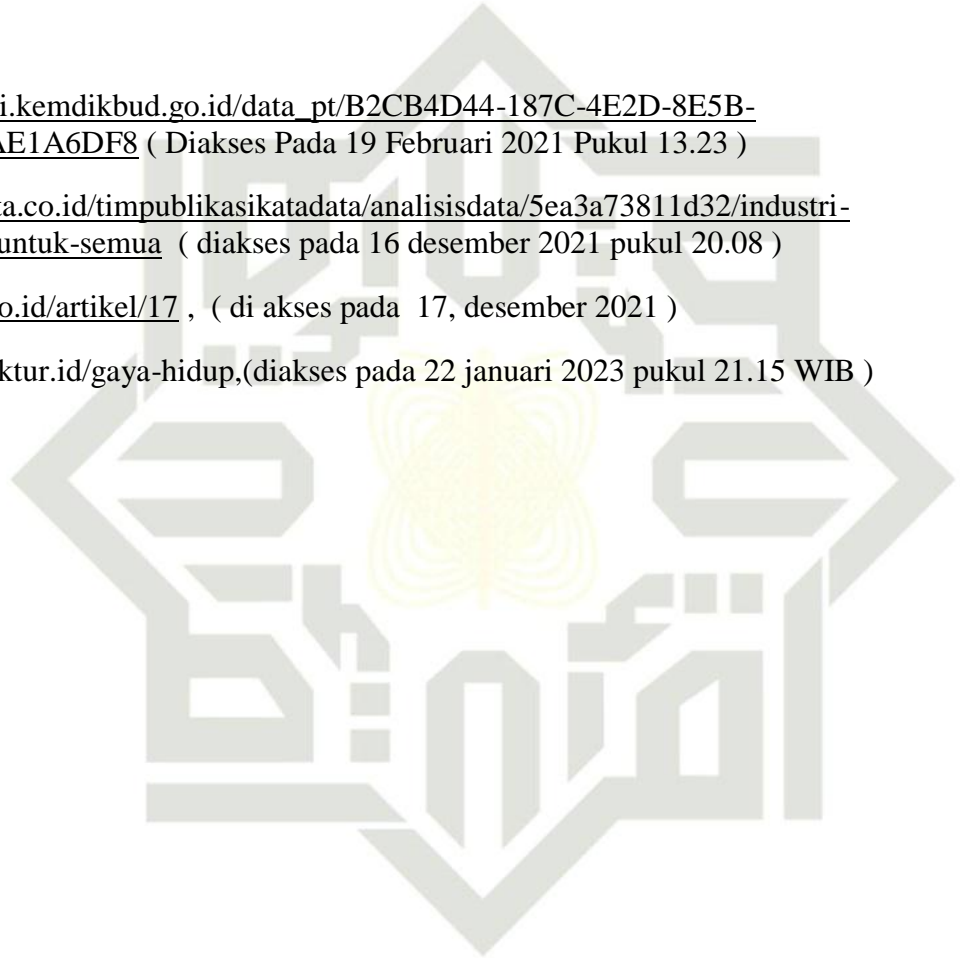 i.kemdikbud.go.id/data_pt/B2CB4D44-187C-4E2D-8E5B-
AE1A6DF8 ( Diakses Pada 19 Februari 2021 Pukul 13.23 )
ta.co.id/timpublikasikatadata/analisisdata/5ea3a73811d32/industri-
untuk-semua ( diakses pada 16 desember 2021 pukul 20.08 )
o.id/artikel/17 , ( di akses pada 17, desember 2021 )
ktur.id/gaya-hidup,(diakses pada 22 januari 2023 pukul 21.15 WIB )